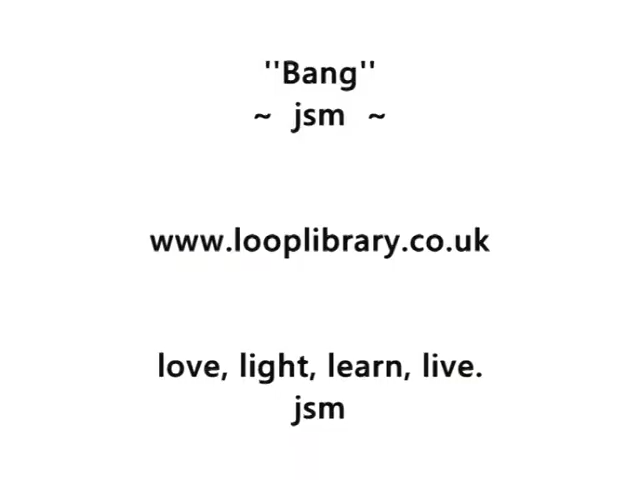 ''Bang''
~ jsm ~
www.looplibrary.co.uk
love, light, learn, live.
jsm